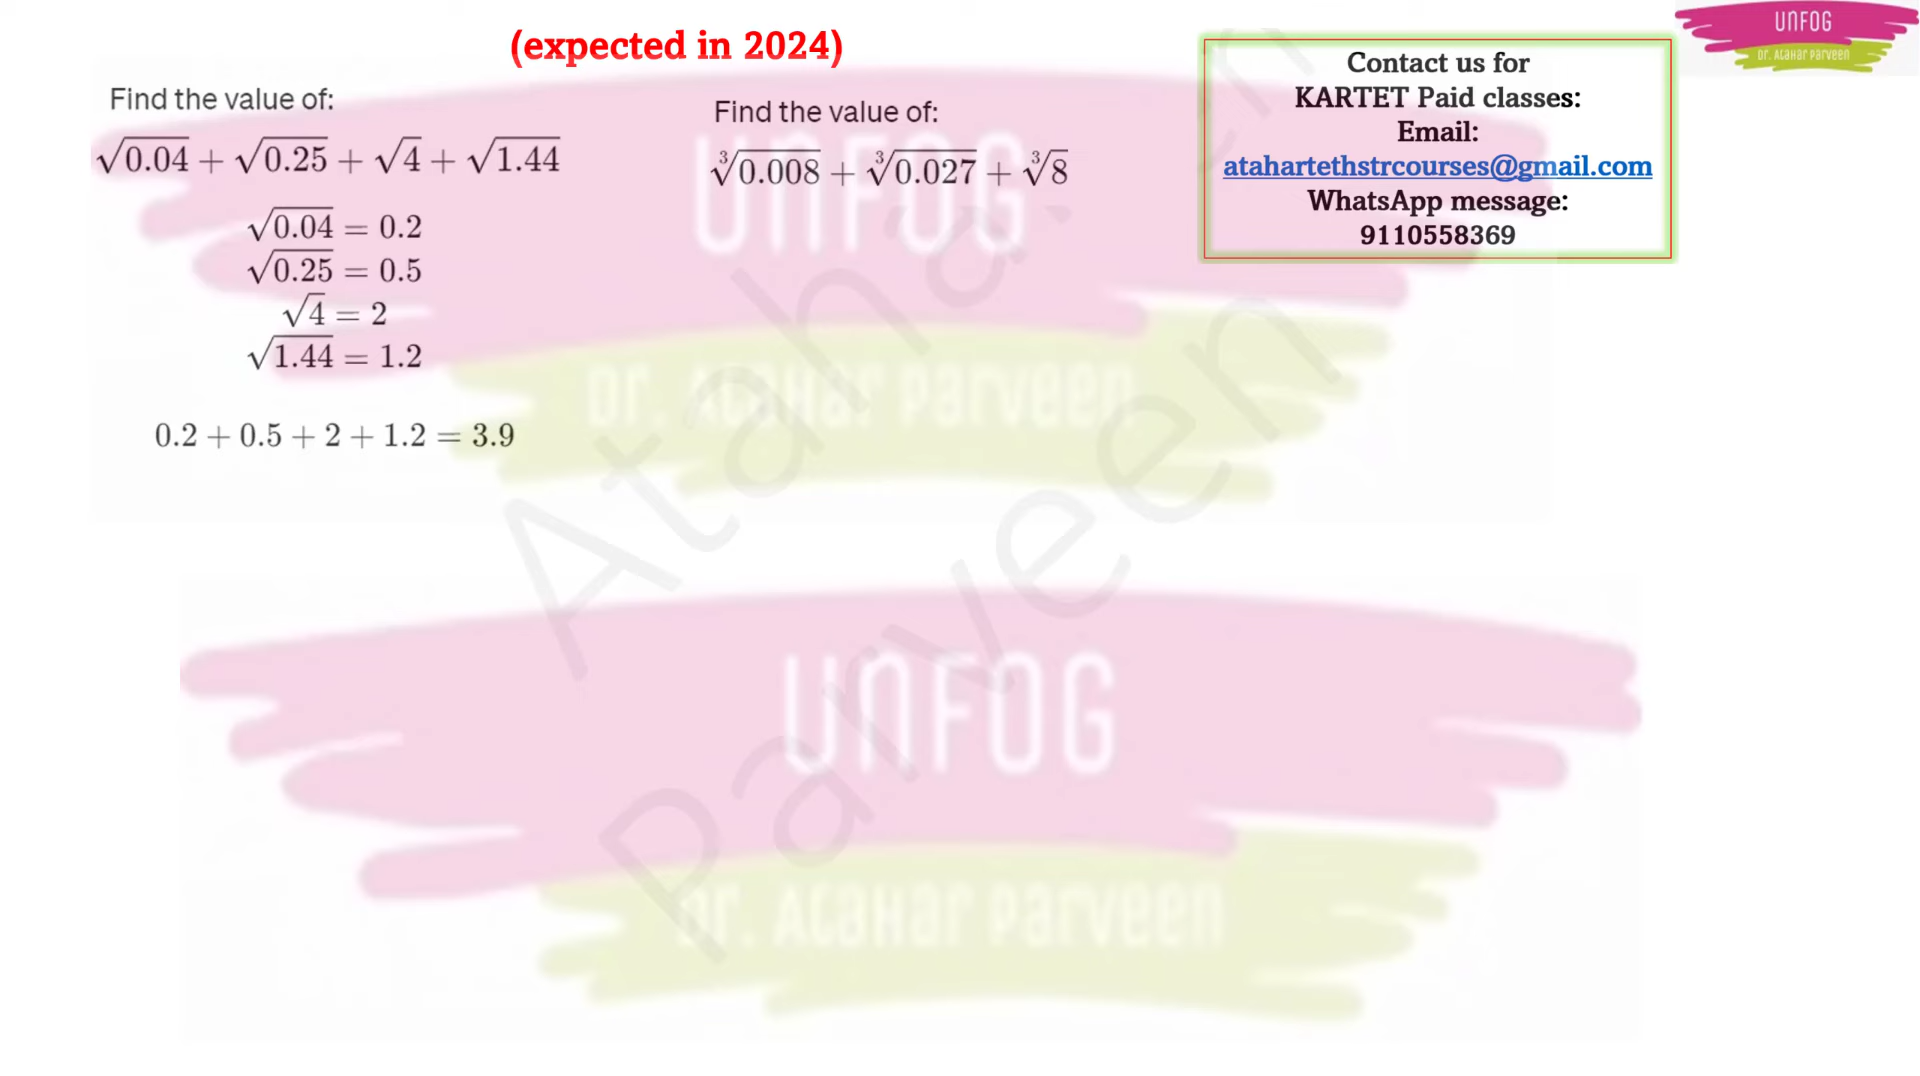 (expected in 2024)
UNFOG
Dr. Atahar Parveen
Contact us for
KARTET Paid classes:
Email:
atahartethstrcourses@gmail.com
WhatsApp message:
9110558369
Find the value of:
√0.04 + √0.25 + √4 + √1.44
√0.04 = 0.2
√0.25 = 0.5
√4 = 2
√1.44 = 1.2
0.2 + 0.5 + 2 + 1.2 = 3.9
Find the value of:
∛0.008 + ∛0.027 + ∛8
UNFOG
Dr. Atahar Parveen
Atahar
Parveen
UNFOG
Dr. Atahar Parveen